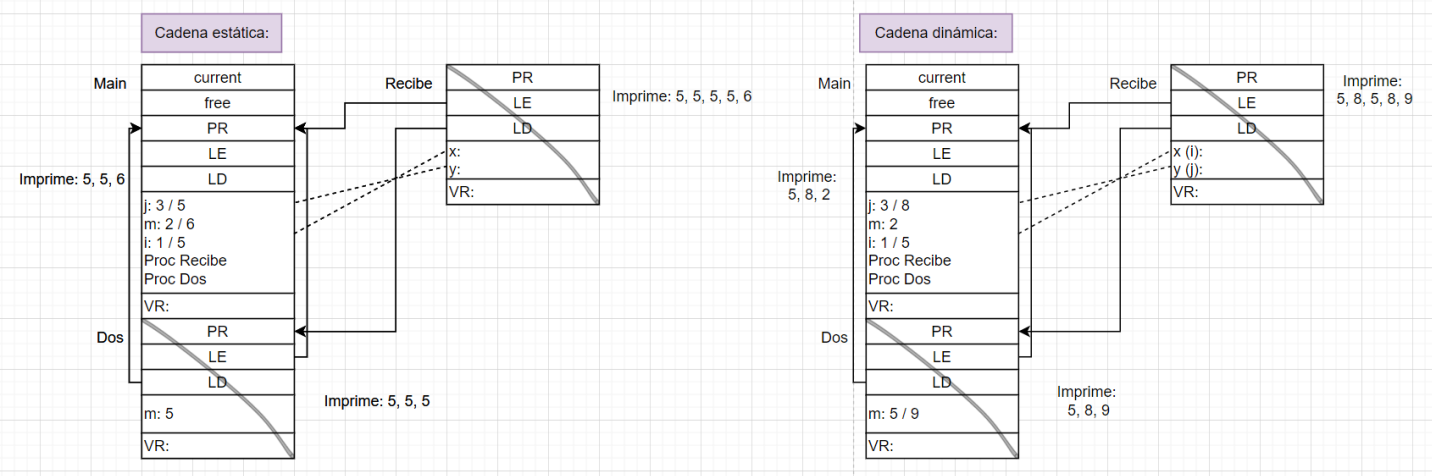 Cadena estática:
Main
current
free
PR
LE
LD
Imprime: 5, 5, 6
j: 3 / 5
m: 2 / 6
i: 1 / 5
Proc Recibe
Proc Dos
VR:
Dos
PR
LE
LD
m: 5
VR:
Imprime: 5, 5, 5
Recibe
PR
LE
LD
x:
y:
VR:
Imprime: 5, 5, 5, 5, 6
Cadena dinámica:
Main
current
free
PR
LE
LD
Imprime:
5, 8, 2
j: 3 / 8
m: 2
i: 1 / 5
Proc Recibe
Proc Dos
VR:
Dos
PR
LE
LD
m: 5 / 9
VR:
Imprime:
5, 8, 9
Recibe
PR
LE
LD
x (i):
y (j):
VR:
Imprime:
5, 8, 5, 8, 9